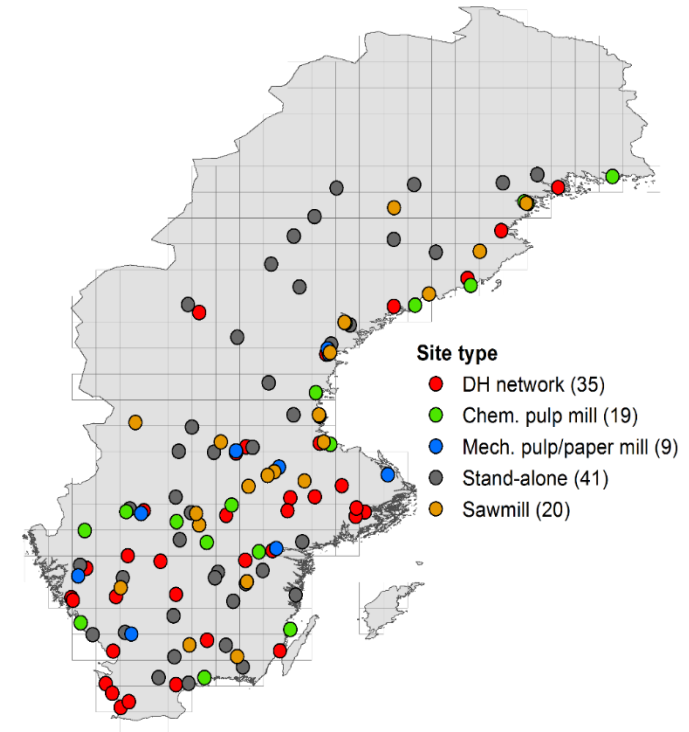 Site type
DH network (35)
Chem. pulp mill (19)
Mech. pulp/paper mill (9)
Stand-alone (41)
Sawmill (20)